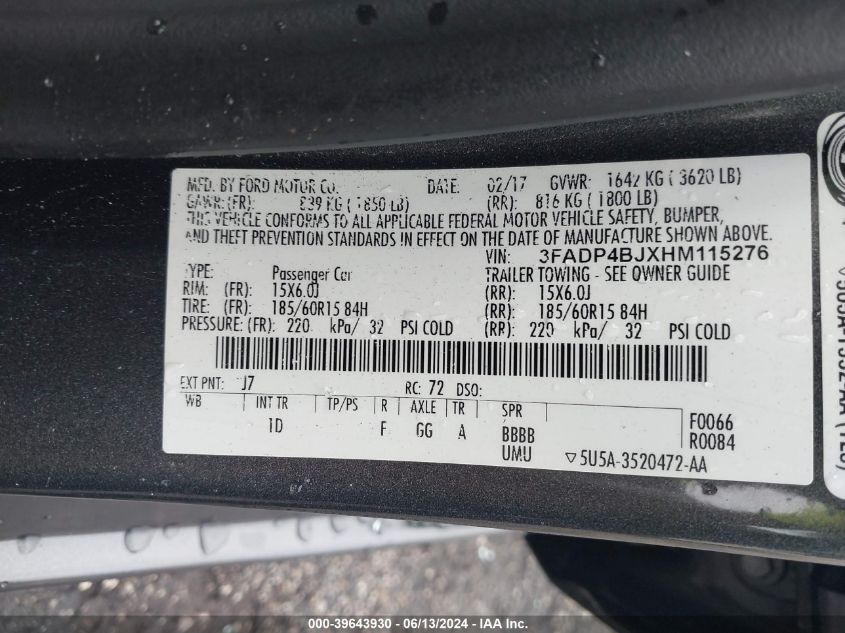 MFD. BY FORD MOTOR CO. DATE: 02/17 GVWR: 1642 KG ( 3620 LB)
GAWR: (FR): 839 KG ( 1850 LB) (RR): 816 KG ( 1800 LB)
THIS VEHICLE CONFORMS TO ALL APPLICABLE FEDERAL MOTOR VEHICLE SAFETY, BUMPER,
AND THEFT PREVENTION STANDARDS IN EFFECT ON THE DATE OF MANUFACTURE SHOWN ABOVE.
VIN: 3FADP4BJXHM115276
TYPE: Passenger Car TRAILER TOWING - SEE OWNER GUIDE
RIM: (FR): 15X6.0J (RR): 15X6.0J
TIRE: (FR): 185/60R15 84H (RR): 185/60R15 84H
PRESSURE: (FR): 220 kPa/ 32 PSI COLD (RR): 220 kPa/ 32 PSI COLD
EXT PNT: J7 RC: 72 DSO:
WB INT TR TP/PS R AXLE TR SPR
1D F GG A BBBB
UMU
F0066
R0084
▽5U5A-3520472-AA
000-39643930 - 06/13/2024 - IAA Inc.